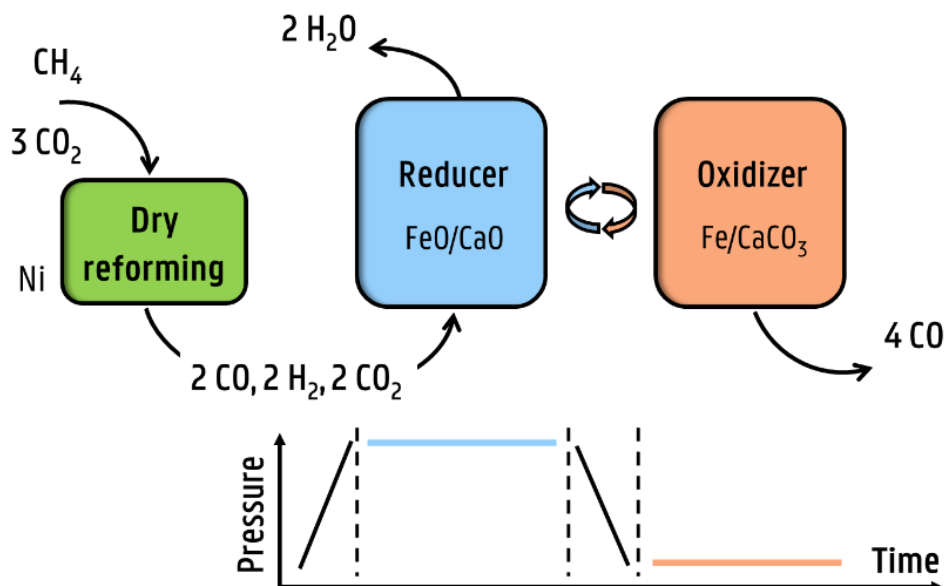 CH₄
3 CO₂
Dry
reforming
Ni
2 CO, 2 H₂, 2 CO₂
2 H₂O
Reducer
FeO/CaO
Oxidizer
Fe/CaCO₃
4 CO
Pressure
Time